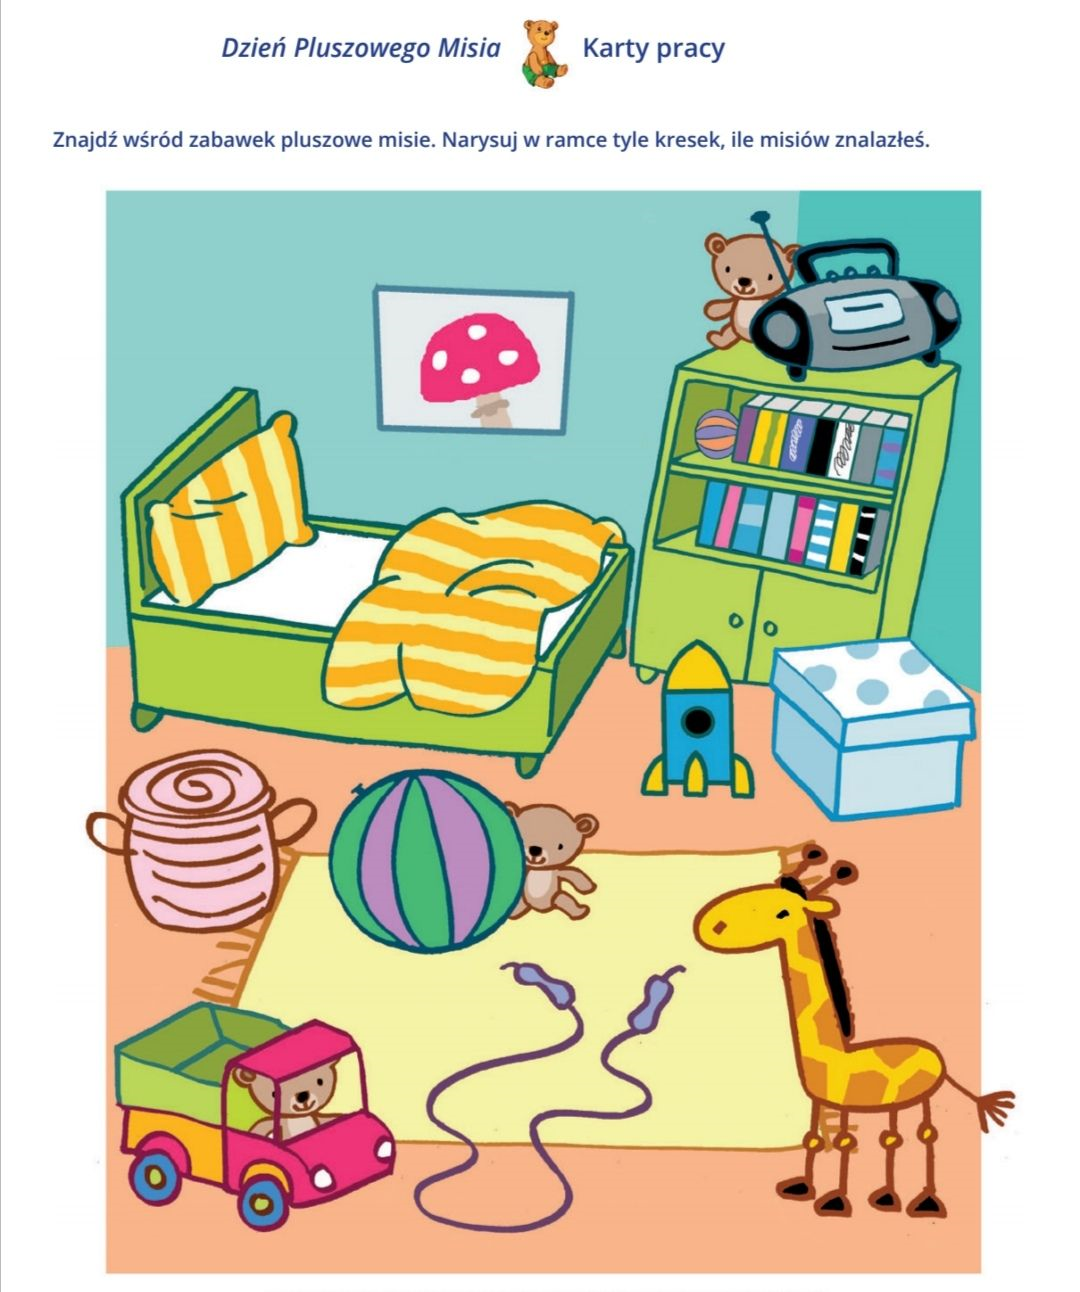 Dzień Pluszowego Misia Karty pracy
Znajdź wśród zabawek pluszowe misie. Narysuj w ramce tyle kresek, ile misiów znalazłeś.